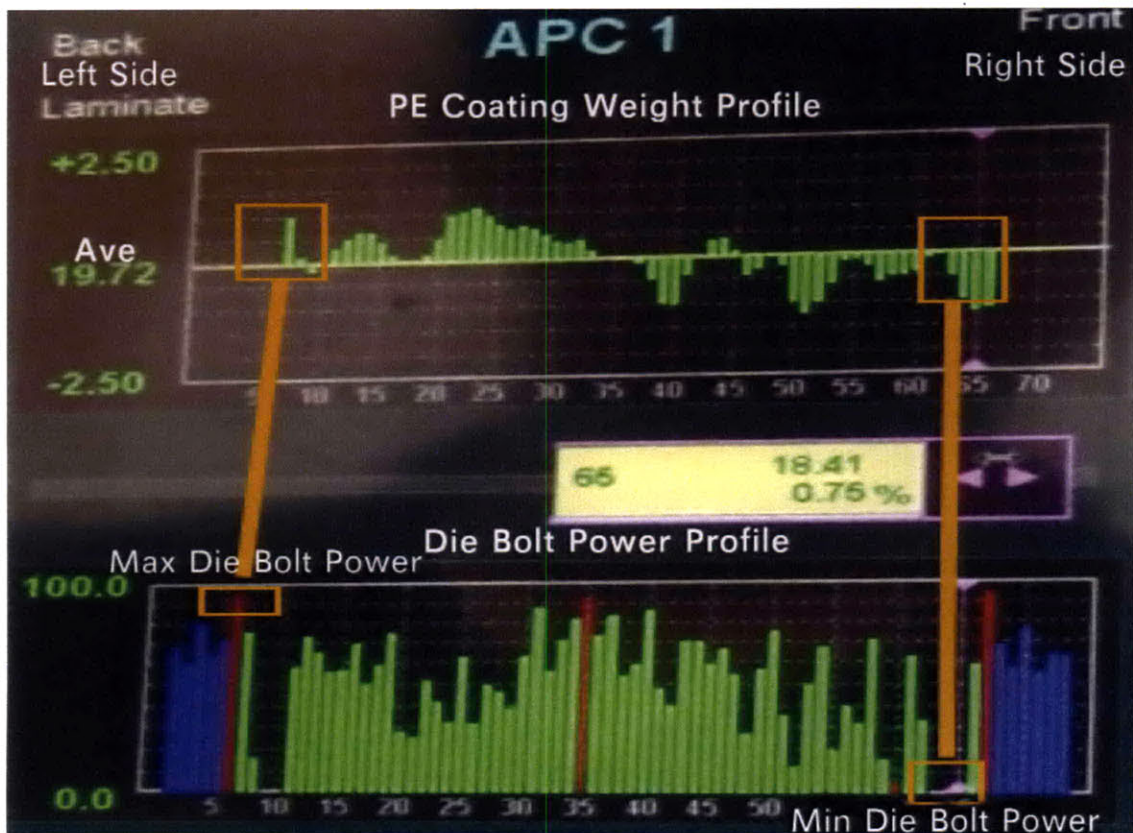 Back
APC 1
Front
Left Side
Right Side
Laminate
PE Coating Weight Profile
+2.50
Ave
19.72
-2.50
5 10 15 20 25 30 35 40 45 50 55 60 65 70
65 18.41
0.75 %
Die Bolt Power Profile
Max Die Bolt Power
100.0
0.0
5 10 15 20 25 30 35 40 45 50
Min Die Bolt Power